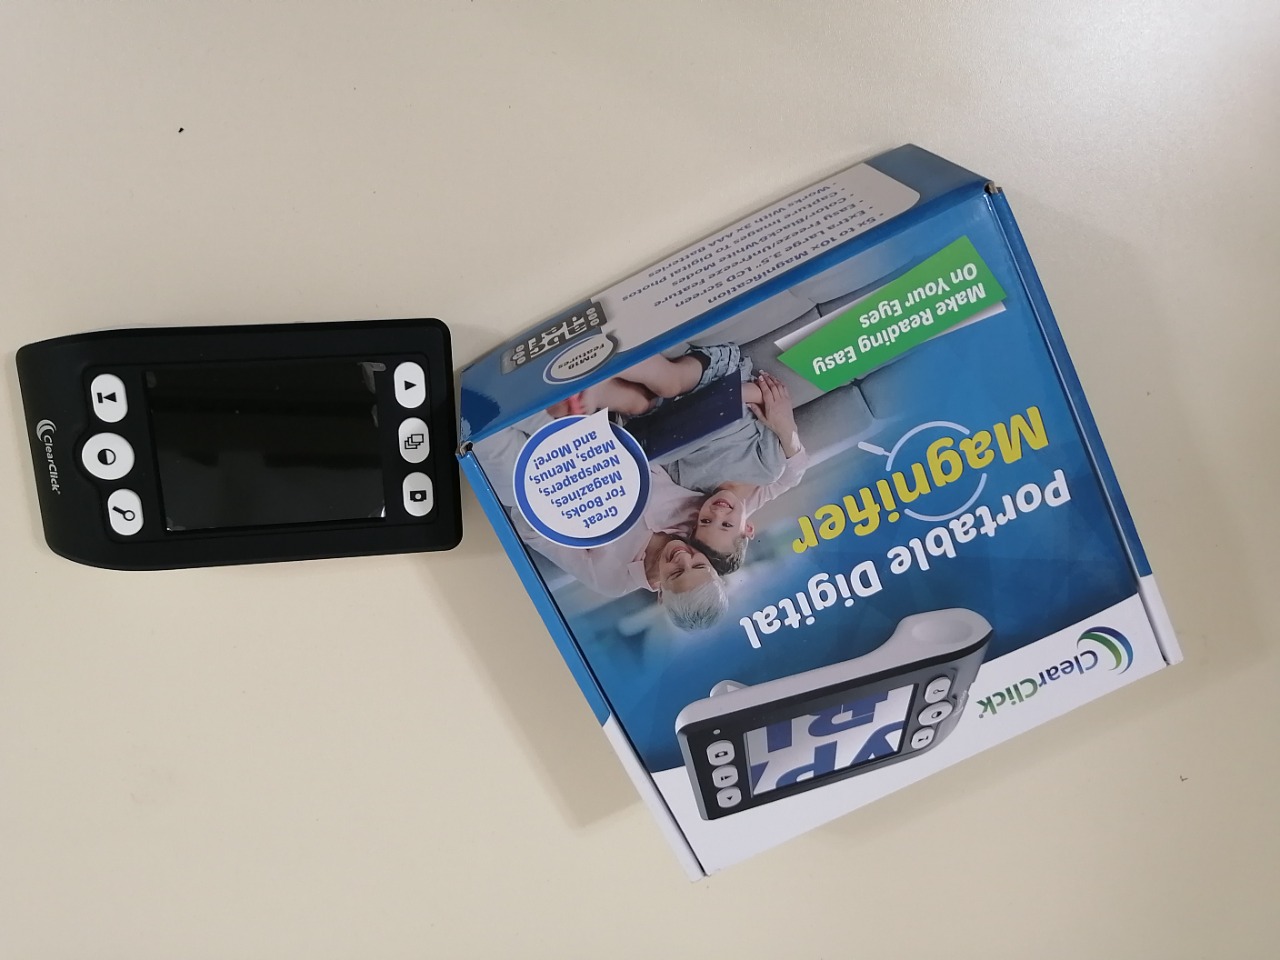 ClearClick®
Portable Digital
Magnifier
Great
For Books,
Magazines,
Newspapers,
Maps, Menus,
and More!
Make Reading Easy
On Your Eyes
PM10
Features
• 5x to 10x Magnification
• Extra Large 3.5" LCD Screen
• Easy Freeze/Unfreeze Feature
• Color/Black&White Modes
• Capture Images To Digital Photos
• Works With 3x AAA Batteries
ClearClick®